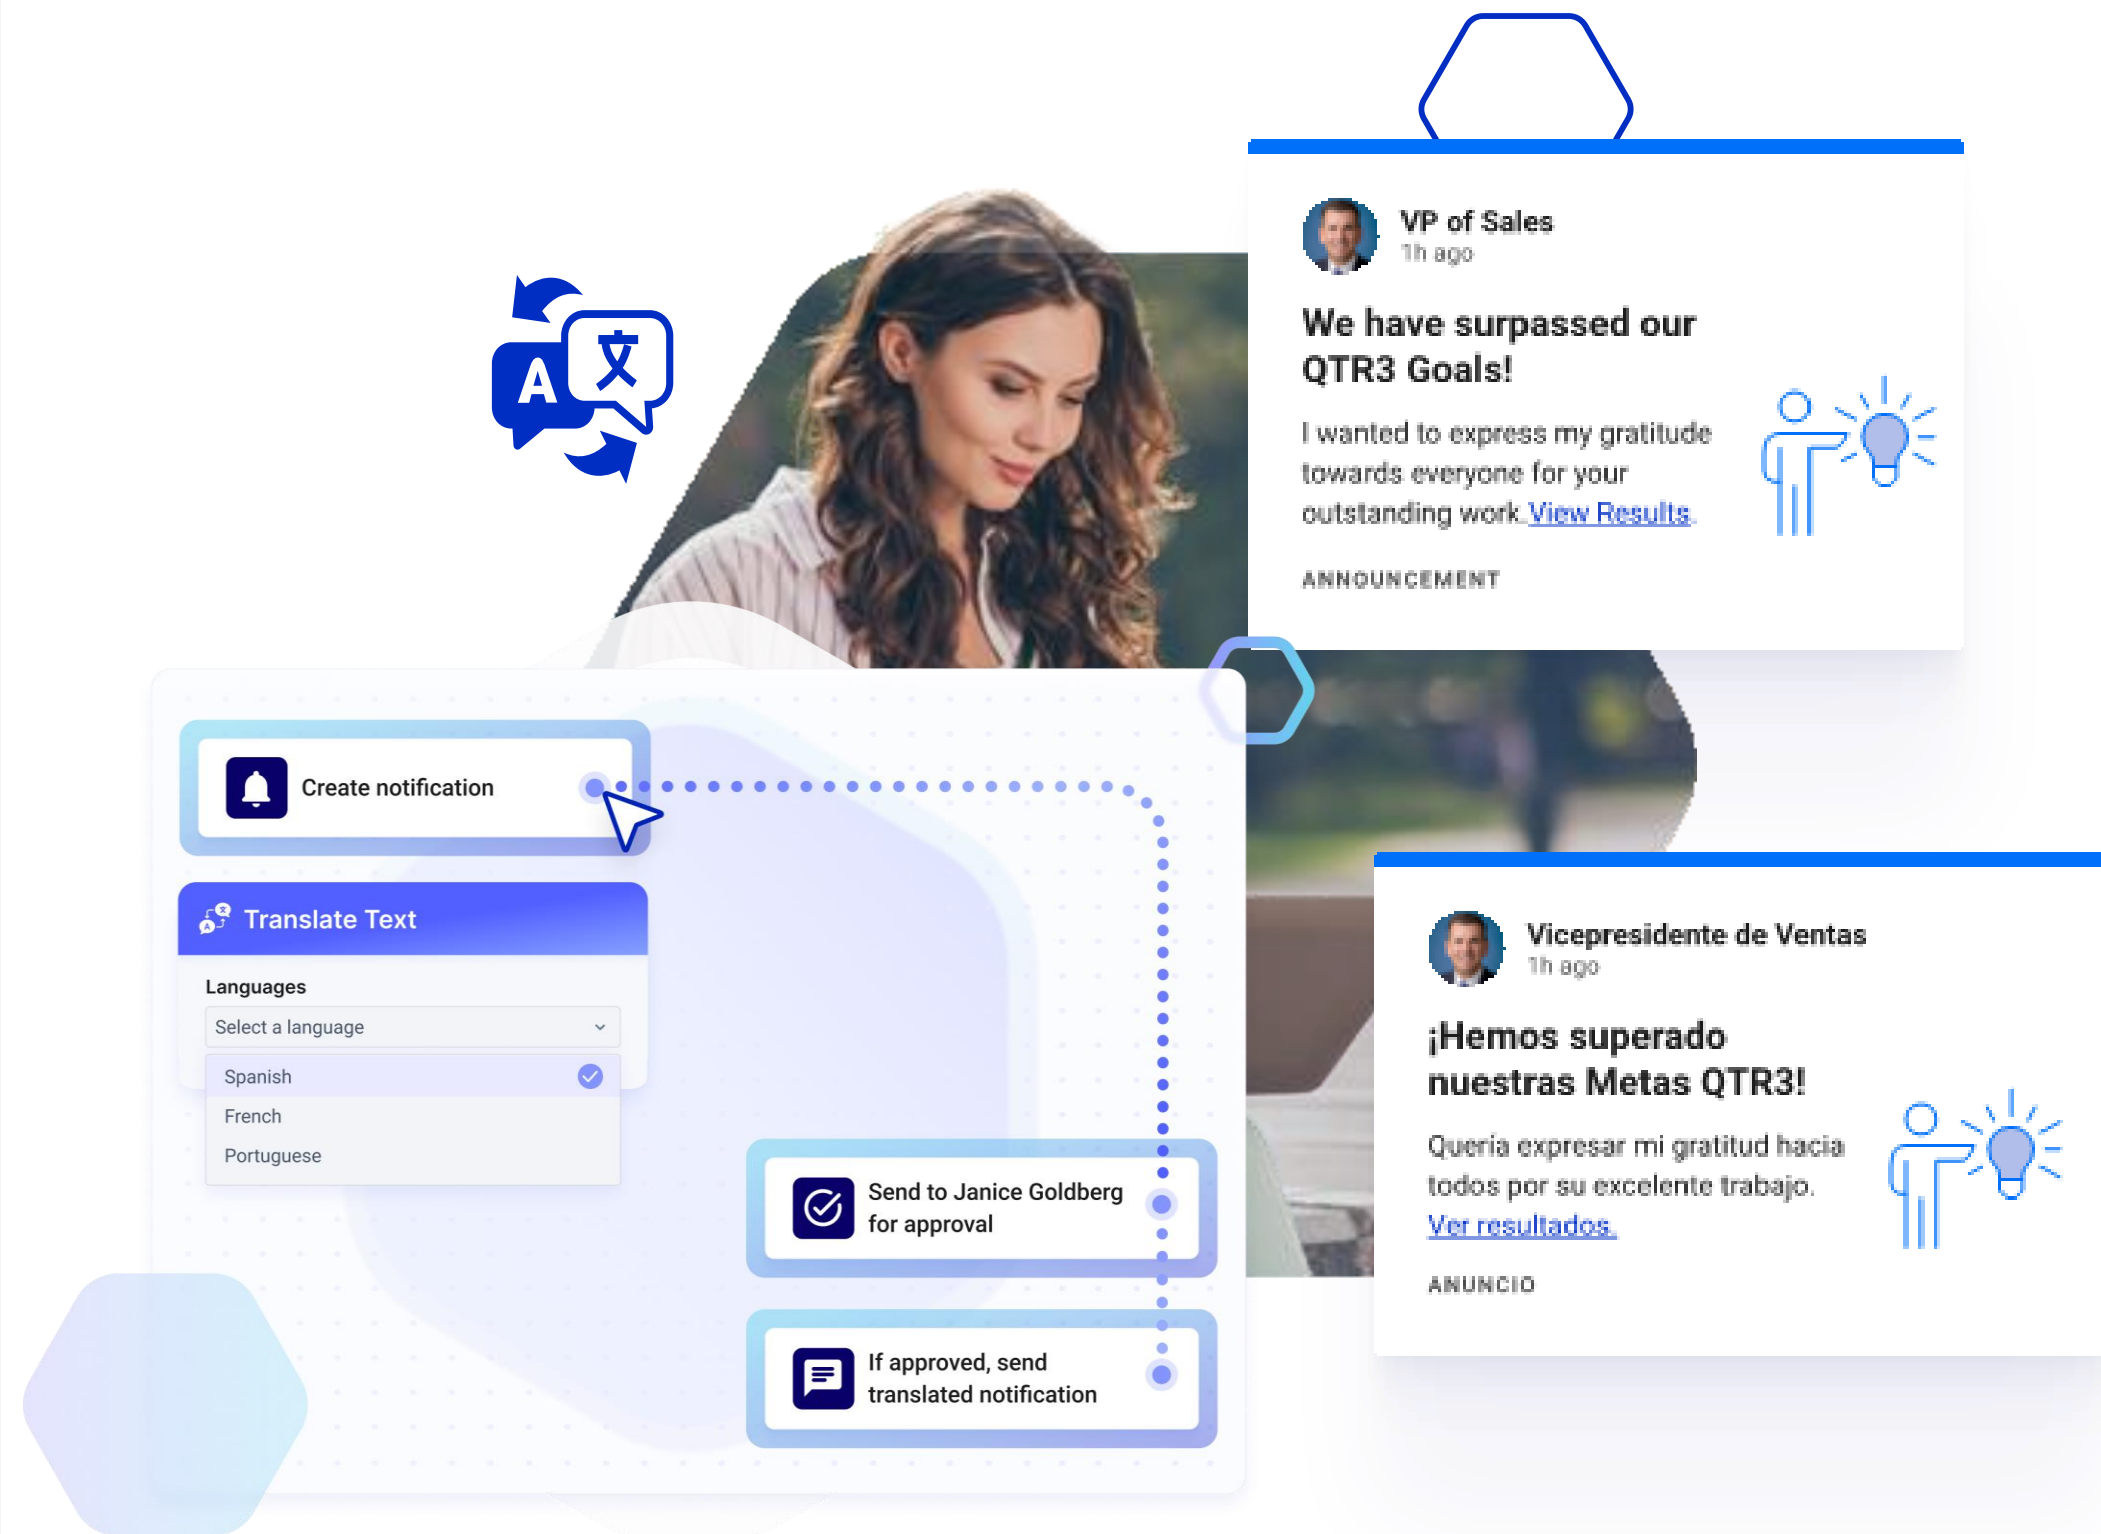 VP of Sales
1h ago
We have surpassed our
QTR3 Goals!
I wanted to express my gratitude
towards everyone for your
outstanding work. View Results.
ANNOUNCEMENT
A 文
Create notification
Translate Text
Languages
Select a language
Spanish
French
Portuguese
Send to Janice Goldberg
for approval
If approved, send
translated notification
Vicepresidente de Ventas
1h ago
¡Hemos superado
nuestras Metas QTR3!
Quería expresar mi gratitud hacia
todos por su excelente trabajo.
Ver resultados.
ANUNCIO